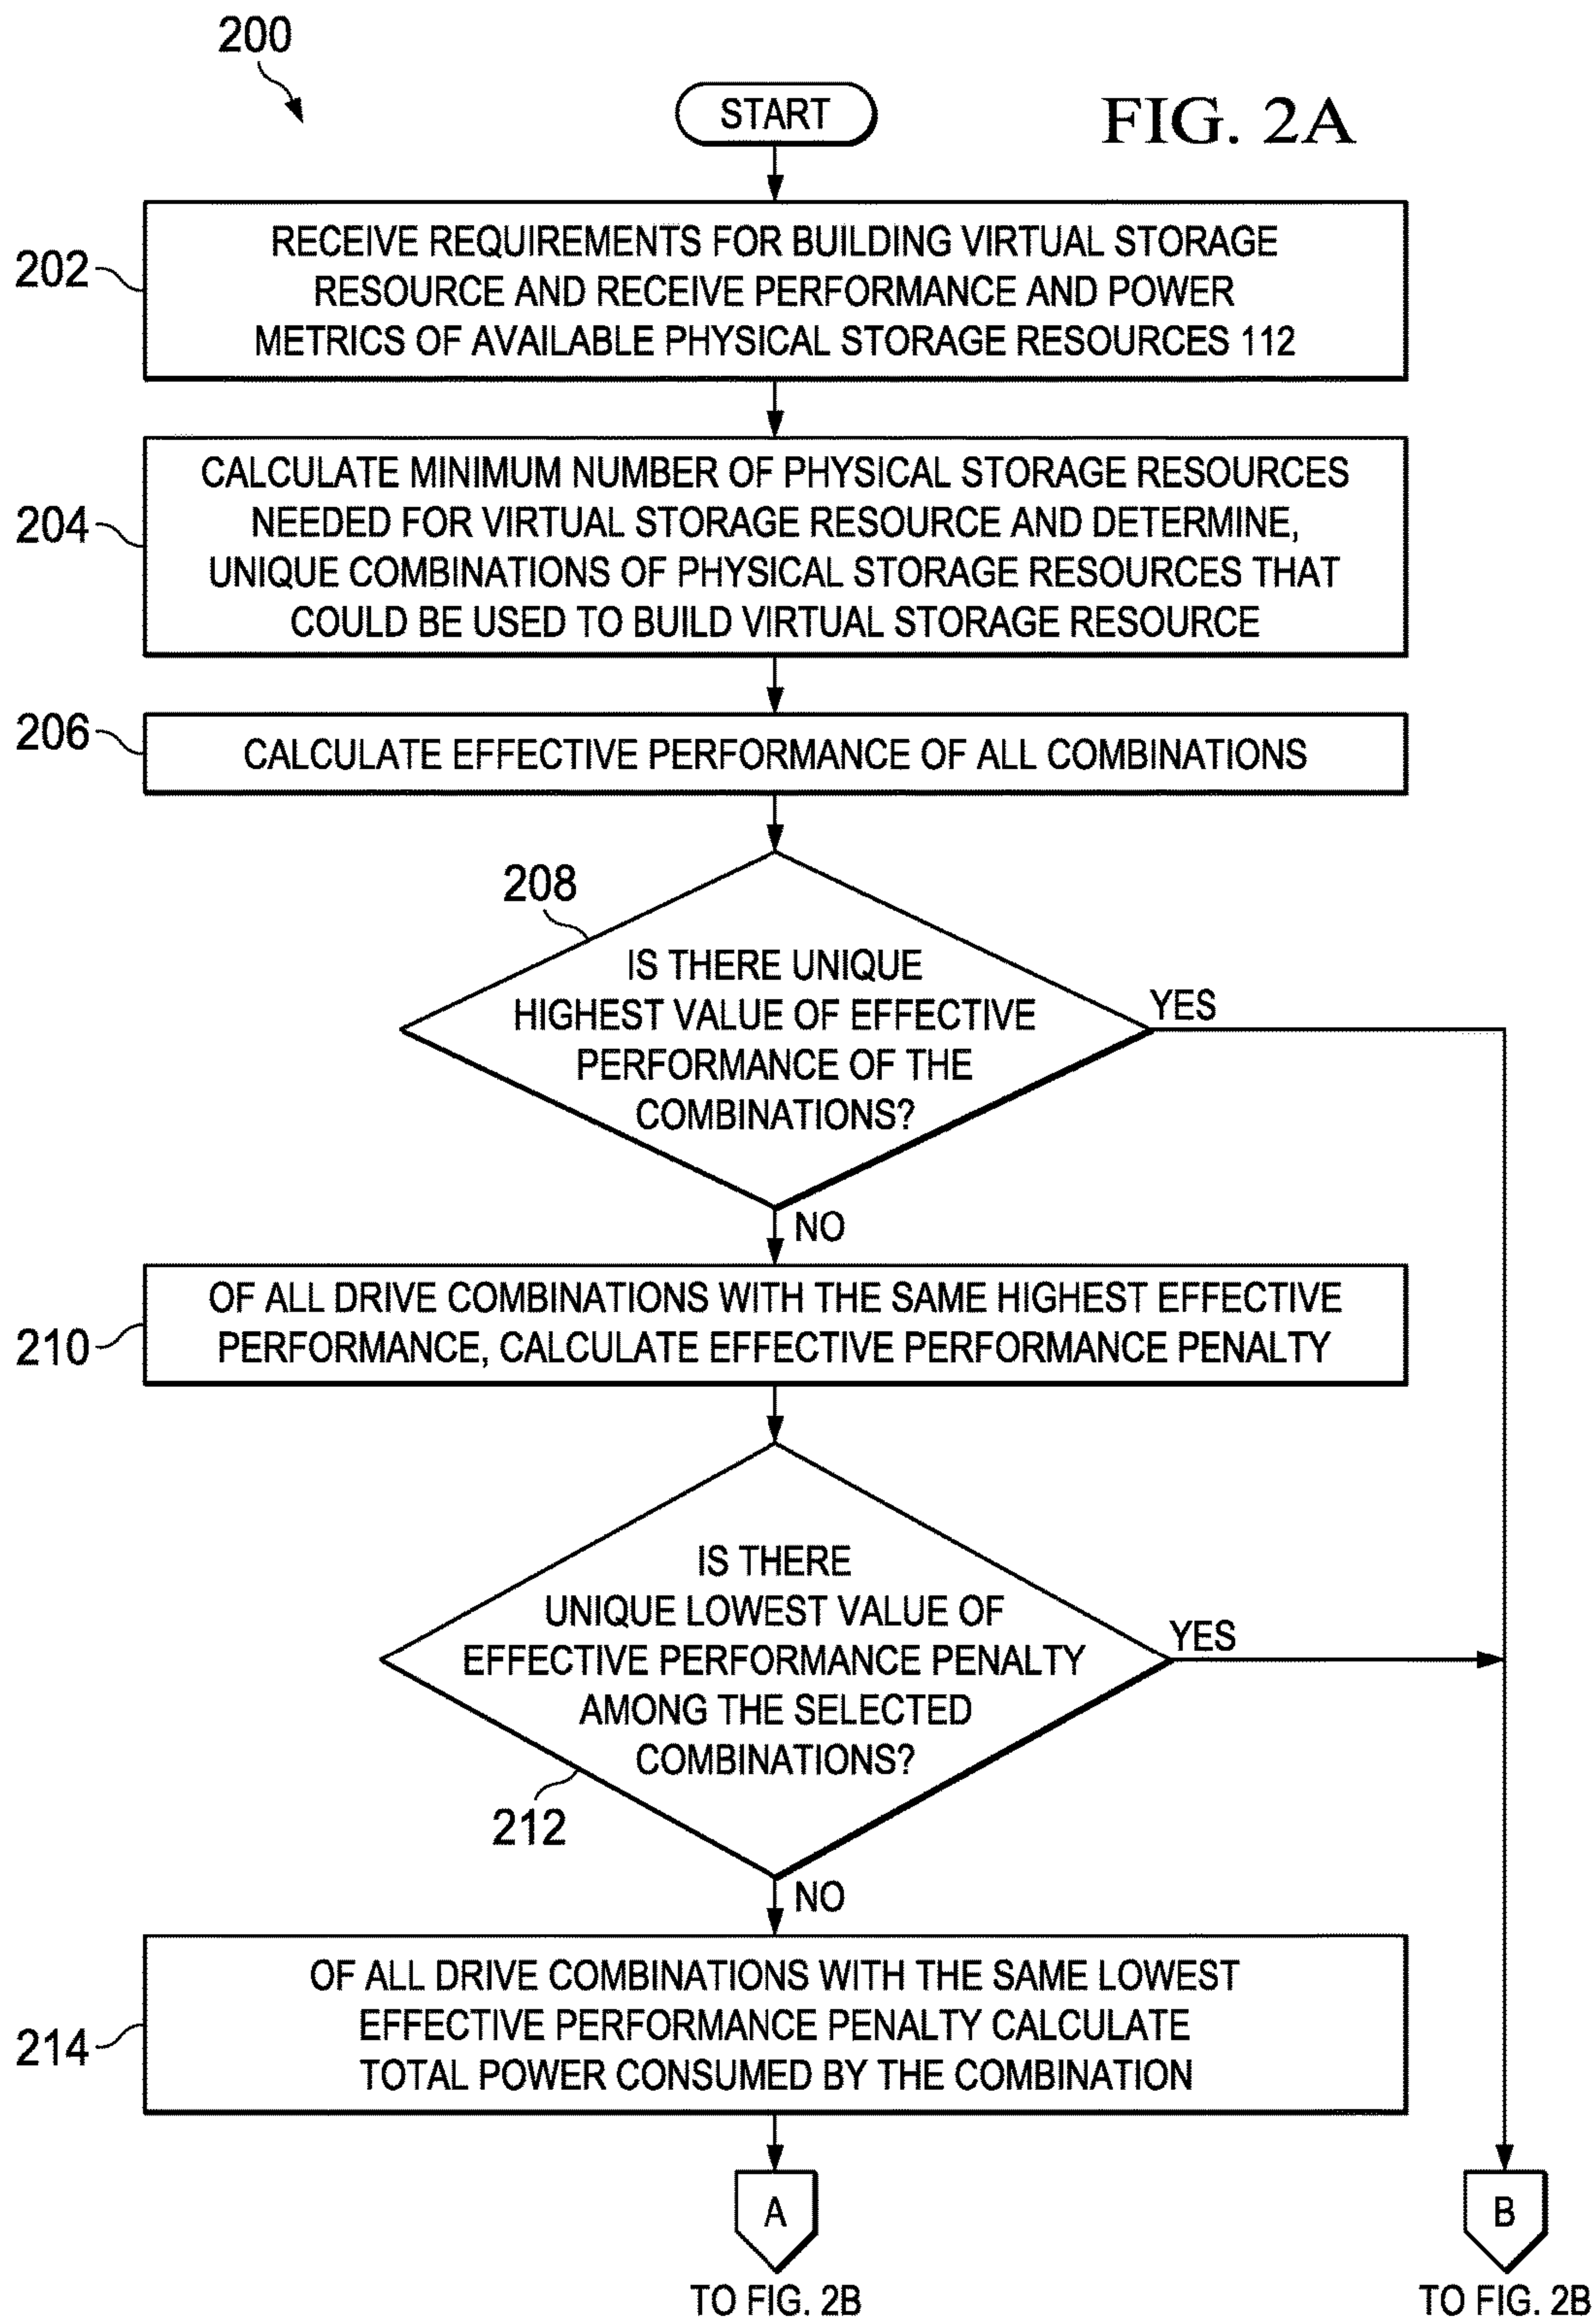 200
START
FIG. 2A
202
RECEIVE REQUIREMENTS FOR BUILDING VIRTUAL STORAGE
RESOURCE AND RECEIVE PERFORMANCE AND POWER
METRICS OF AVAILABLE PHYSICAL STORAGE RESOURCES 112
204
CALCULATE MINIMUM NUMBER OF PHYSICAL STORAGE RESOURCES
NEEDED FOR VIRTUAL STORAGE RESOURCE AND DETERMINE,
UNIQUE COMBINATIONS OF PHYSICAL STORAGE RESOURCES THAT
COULD BE USED TO BUILD VIRTUAL STORAGE RESOURCE
206
CALCULATE EFFECTIVE PERFORMANCE OF ALL COMBINATIONS
208
IS THERE UNIQUE
HIGHEST VALUE OF EFFECTIVE
PERFORMANCE OF THE
COMBINATIONS?
YES
NO
210
OF ALL DRIVE COMBINATIONS WITH THE SAME HIGHEST EFFECTIVE
PERFORMANCE, CALCULATE EFFECTIVE PERFORMANCE PENALTY
IS THERE
UNIQUE LOWEST VALUE OF
EFFECTIVE PERFORMANCE PENALTY
AMONG THE SELECTED
COMBINATIONS?
YES
212
NO
214
OF ALL DRIVE COMBINATIONS WITH THE SAME LOWEST
EFFECTIVE PERFORMANCE PENALTY CALCULATE
TOTAL POWER CONSUMED BY THE COMBINATION
A
B
TO FIG. 2B
TO FIG. 2B